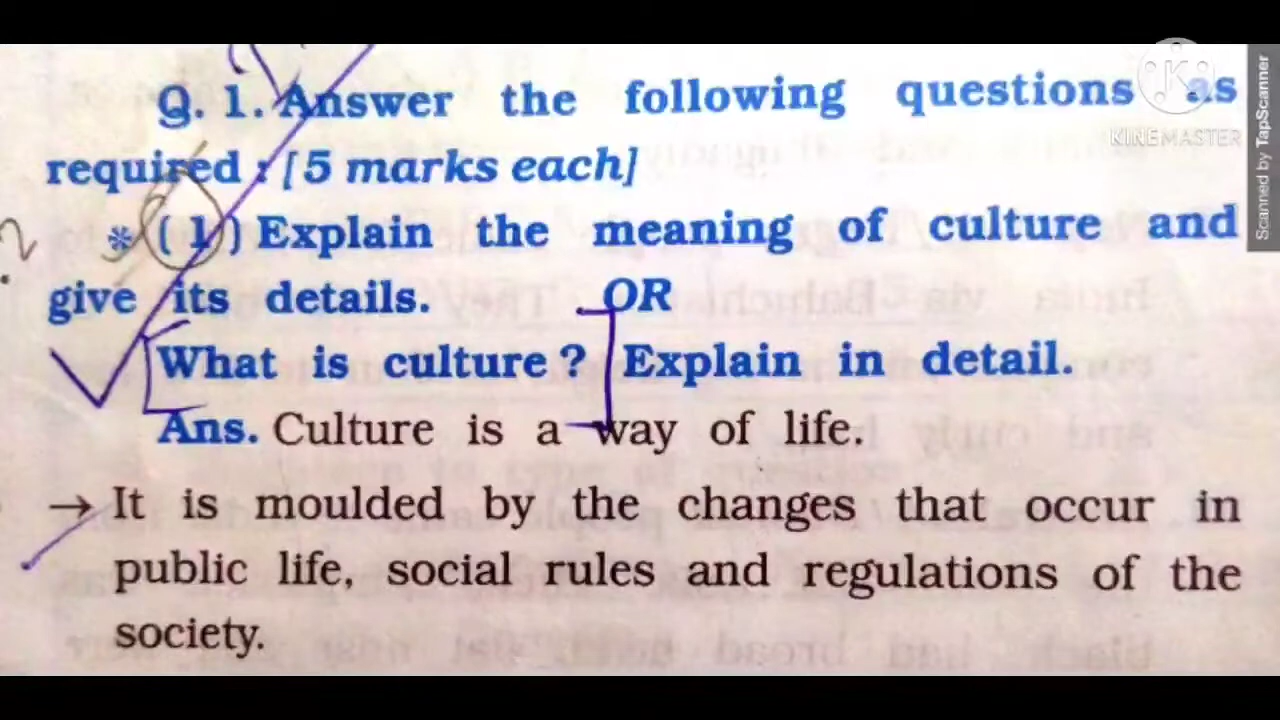 Q. 1. Answer the following questions as
required : [5 marks each]
* (1) Explain the meaning of culture and
give its details. OR
What is culture ? Explain in detail.
Ans. Culture is a way of life.
→ It is moulded by the changes that occur in
public life, social rules and regulations of the
society.
KINEMASTER
Scanned by TapScanner